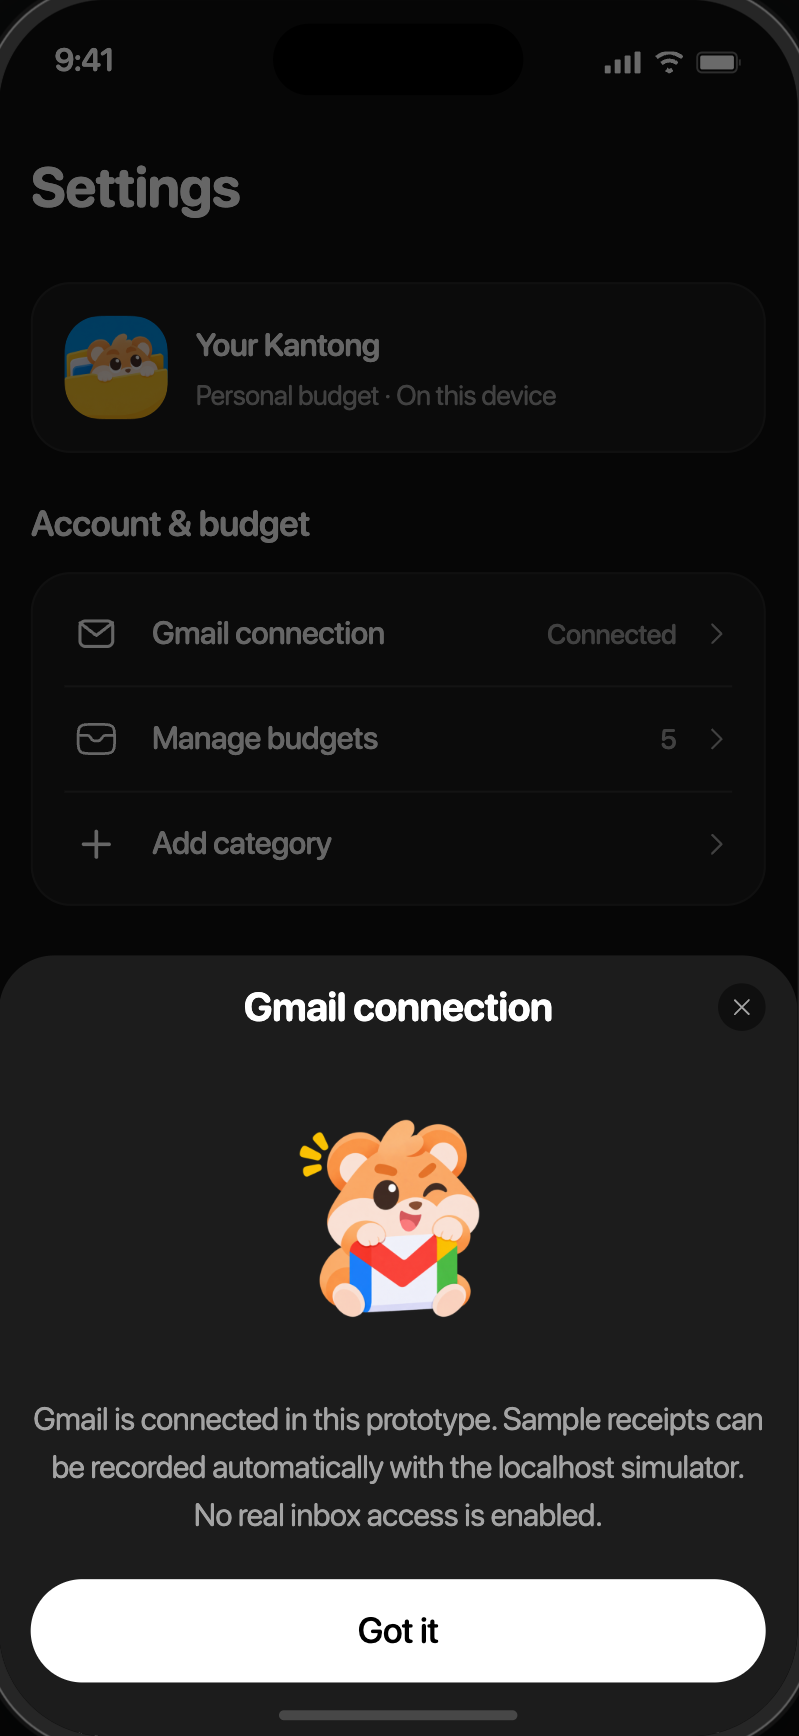 9:41
Settings
Your Kantong
Personal budget · On this device
Account & budget
Gmail connection Connected
Manage budgets 5
Add category
Gmail connection
Gmail is connected in this prototype. Sample receipts can
be recorded automatically with the localhost simulator.
No real inbox access is enabled.
Got it